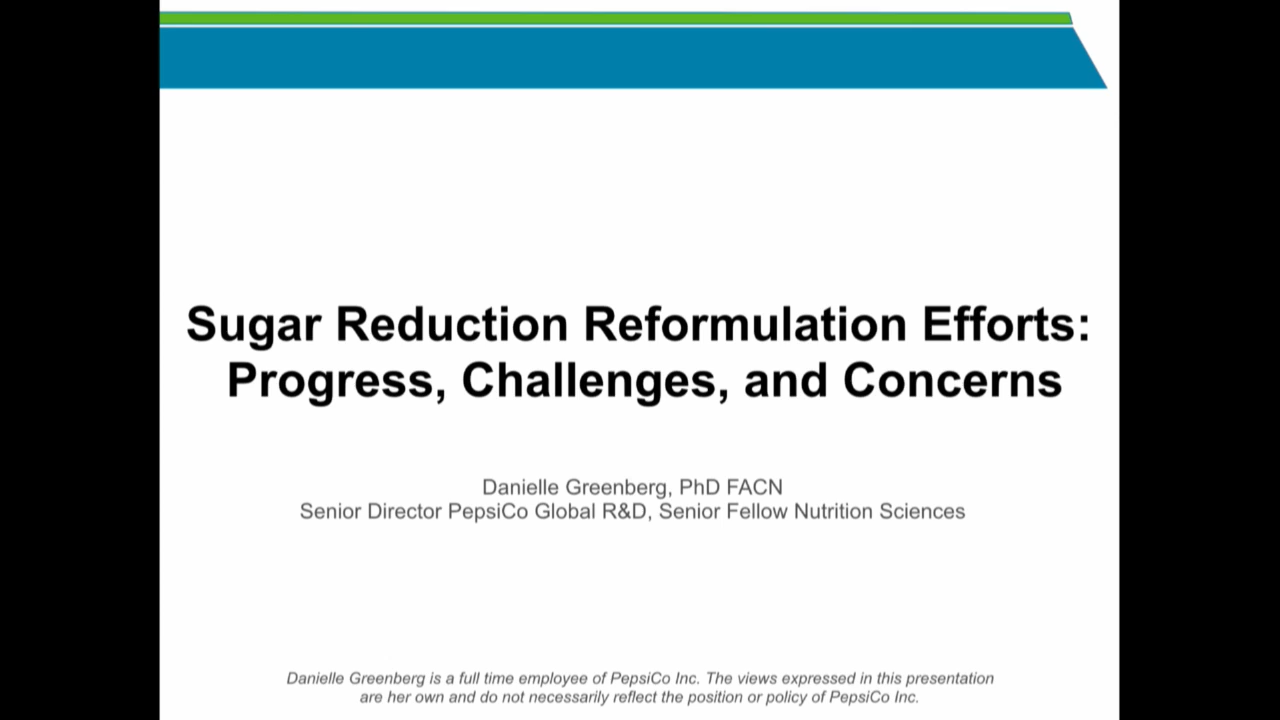 Sugar Reduction Reformulation Efforts:
Progress, Challenges, and Concerns
Danielle Greenberg, PhD FACN
Senior Director PepsiCo Global R&D, Senior Fellow Nutrition Sciences
Danielle Greenberg is a full time employee of PepsiCo Inc. The views expressed in this presentation
are her own and do not necessarily reflect the position or policy of PepsiCo Inc.